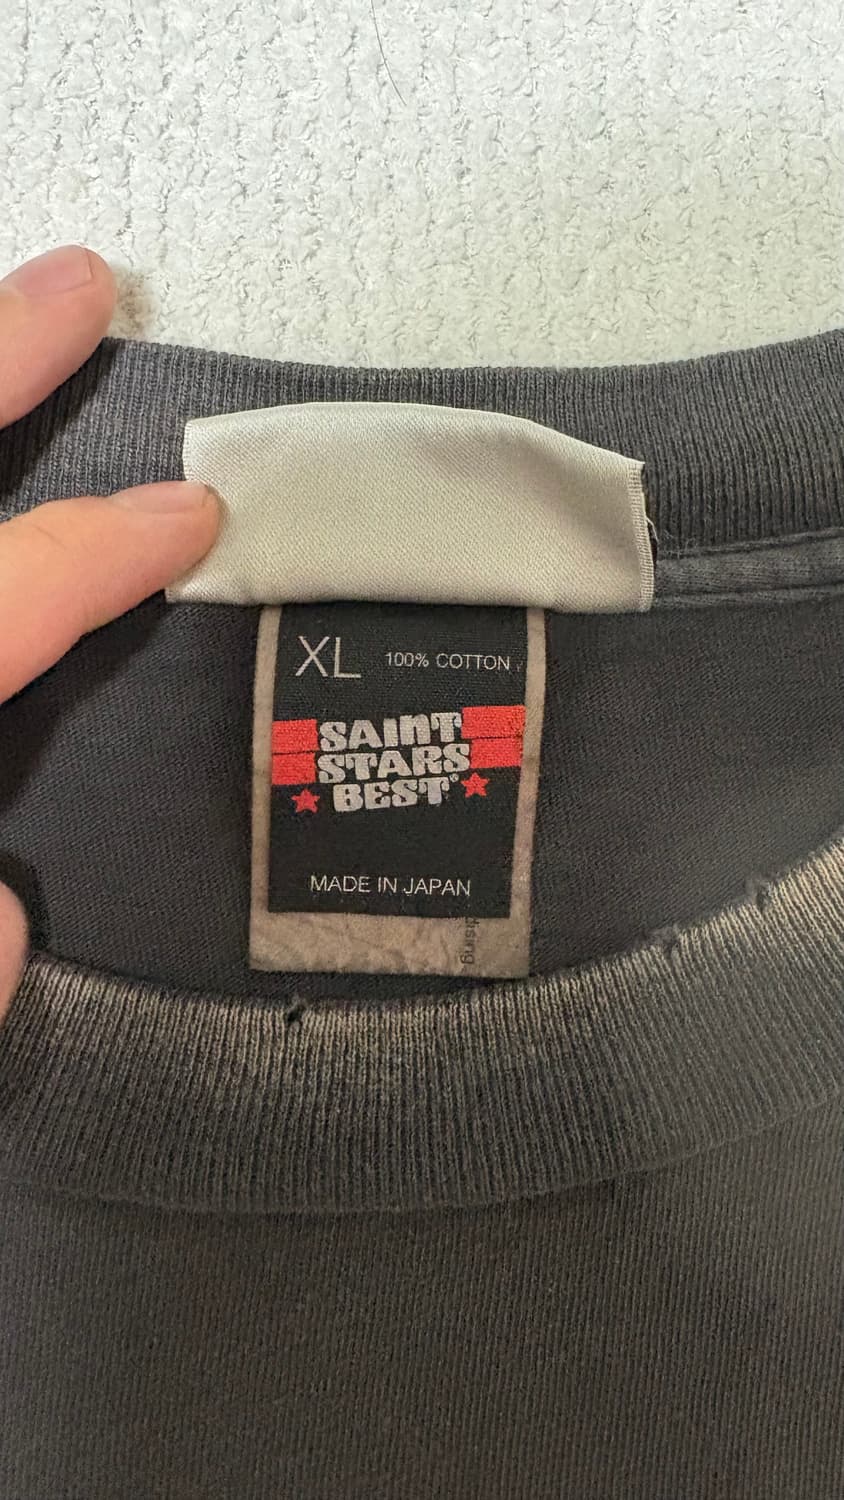 XL 100% COTTON
SAINT
STARS
BEST®
MADE IN JAPAN